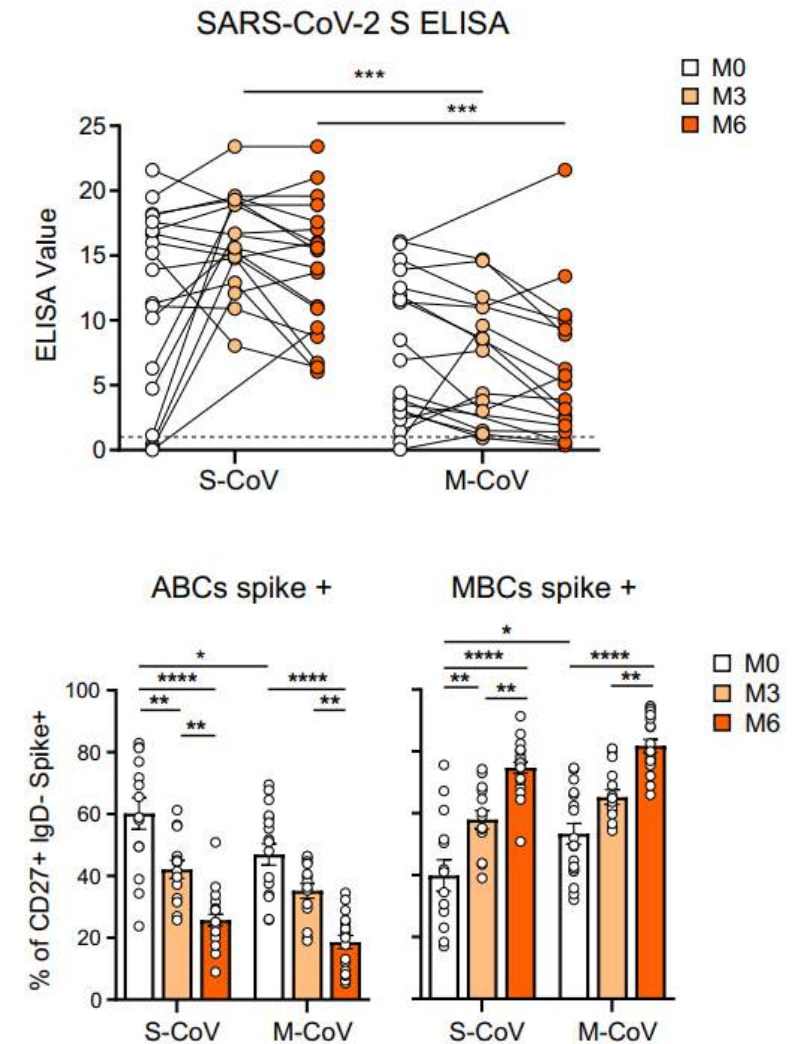 SARS-CoV-2 S ELISA
***
***
M0
M3
M6
ELISA Value
25
20
15
10
5
0
S-CoV
M-CoV
ABCs spike +
MBCs spike +
M0
M3
M6
% of CD27+ IgD- Spike+
100
80
60
40
20
0
*
****
**
**
****
**
*
****
**
**
****
**
S-CoV
M-CoV
S-CoV
M-CoV